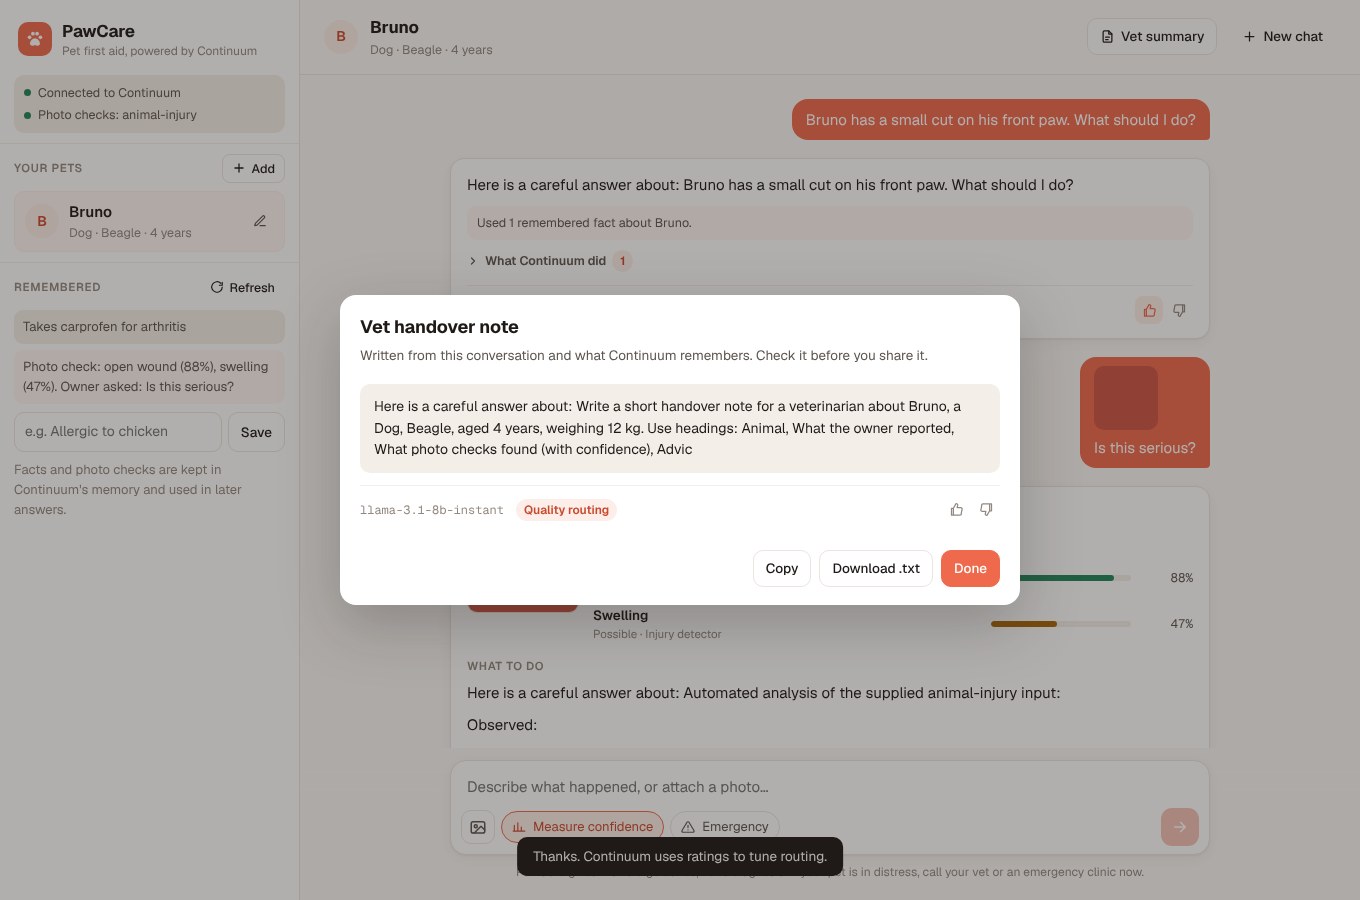 PawCare
Pet first aid, powered by Continuum
Connected to Continuum
Photo checks: animal-injury
YOUR PETS
Add
B
Bruno
Dog · Beagle · 4 years
REMEMBERED
Refresh
Takes carprofen for arthritis
Photo check: open wound (88%), swelling
(47%). Owner asked: Is this serious?
e.g. Allergic to chicken
Save
Facts and photo checks are kept in
Continuum's memory and used in later
answers.
B
Bruno
Dog · Beagle · 4 years
Vet summary
New chat
Bruno has a small cut on his front paw. What should I do?
Here is a careful answer about: Bruno has a small cut on his front paw. What should I do?
Used 1 remembered fact about Bruno.
What Continuum did 1
Is this serious?
Vet handover note
Written from this conversation and what Continuum remembers. Check it before you share it.
Here is a careful answer about: Write a short handover note for a veterinarian about Bruno, a
Dog, Beagle, aged 4 years, weighing 12 kg. Use headings: Animal, What the owner reported,
What photo checks found (with confidence), Advic
llama-3.1-8b-instant
Quality routing
Copy
Download .txt
Done
88%
Swelling
Possible · Injury detector
47%
WHAT TO DO
Here is a careful answer about: Automated analysis of the supplied animal-injury input:
Observed:
Describe what happened, or attach a photo...
Measure confidence
Emergency
Thanks. Continuum uses ratings to tune routing.
is in distress, call your vet or an emergency clinic now.